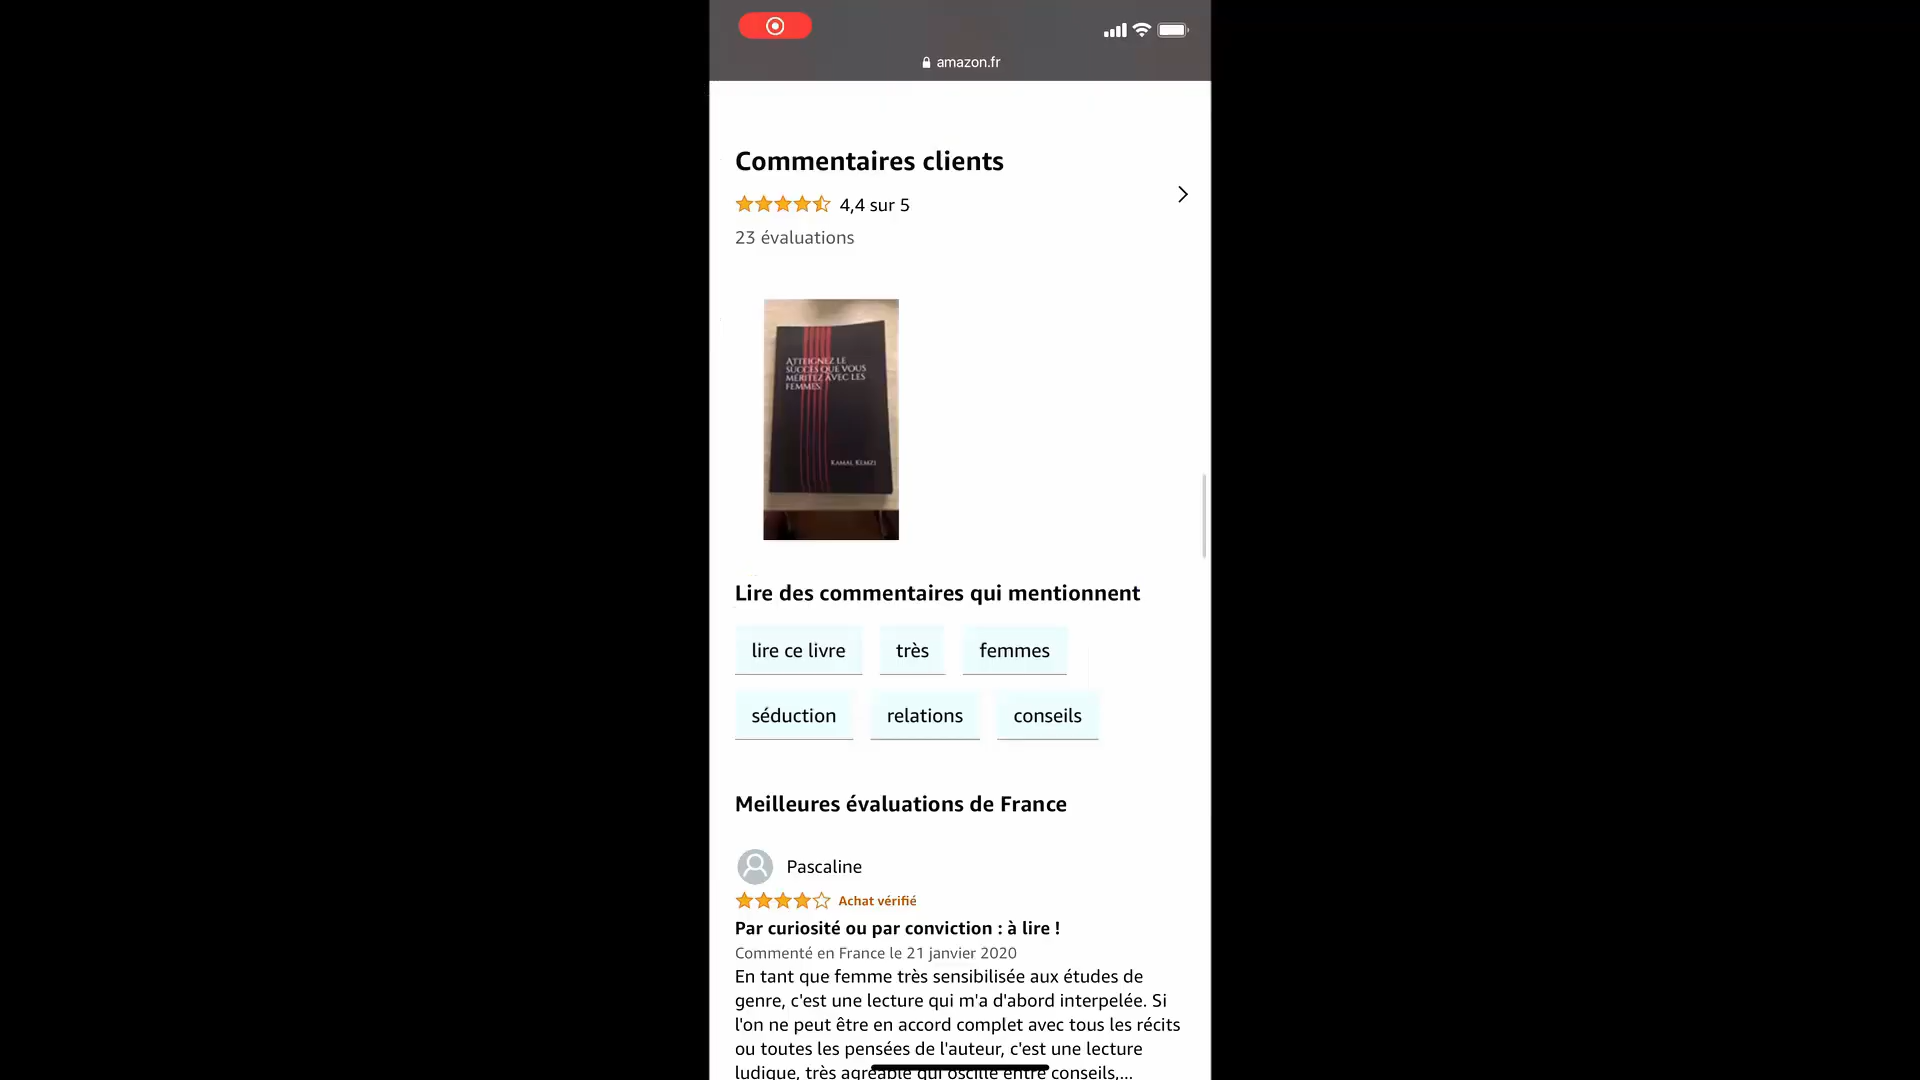 amazon.fr
Commentaires clients
4,4 sur 5
23 évaluations
ATTEIGNEZ LE
SUCCÈS QUE VOUS
MÉRITEZ AVEC LES
FEMMES.
KAMAL KEMZI
Lire des commentaires qui mentionnent
lire ce livre très femmes
séduction relations conseils
Meilleures évaluations de France
Pascaline
Achat vérifié
Par curiosité ou par conviction : à lire !
Commenté en France le 21 janvier 2020
En tant que femme très sensibilisée aux études de
genre, c'est une lecture qui m'a d'abord interpelée. Si
l'on ne peut être en accord complet avec tous les récits
ou toutes les pensées de l'auteur, c'est une lecture
ludique, très agréable qui oscille entre conseils,...